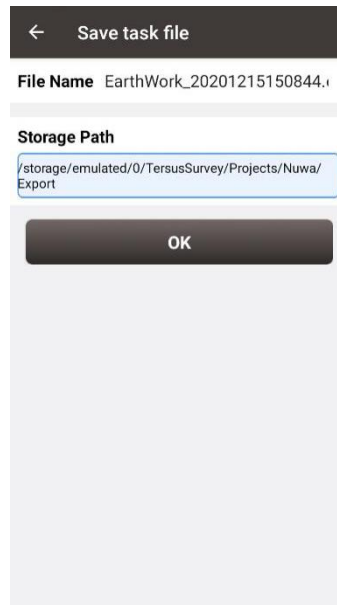 Save task file
File Name EarthWork_20201215150844.
Storage Path
/storage/emulated/0/TersusSurvey/Projects/Nuwa/
Export
OK